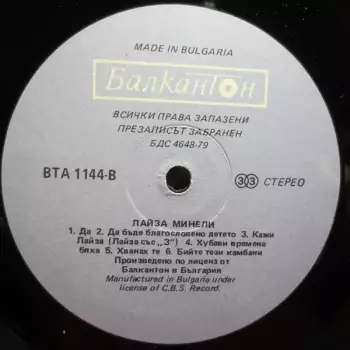 MADE IN BULGARIA
Балкантон
ВСИЧКИ ПРАВА ЗАПАЗЕНИ
ПРЕЗАПИСЪТ ЗАБРАНЕН
БДС 4648-79
ВТА 1144-В
33 СТЕРЕО
ЛАЙЗА МИНЕЛИ
1. Да 2. Да бъде благословено детето 3. Кажи
Лайза (Лайза със „З") 4. Хубави времена
бяха 5. Хванах те 6. Бийте тези камбани
Произведено по лиценз от
Балкантон в България
Manufactured in Bulgaria under
license of C.B.S. Record.